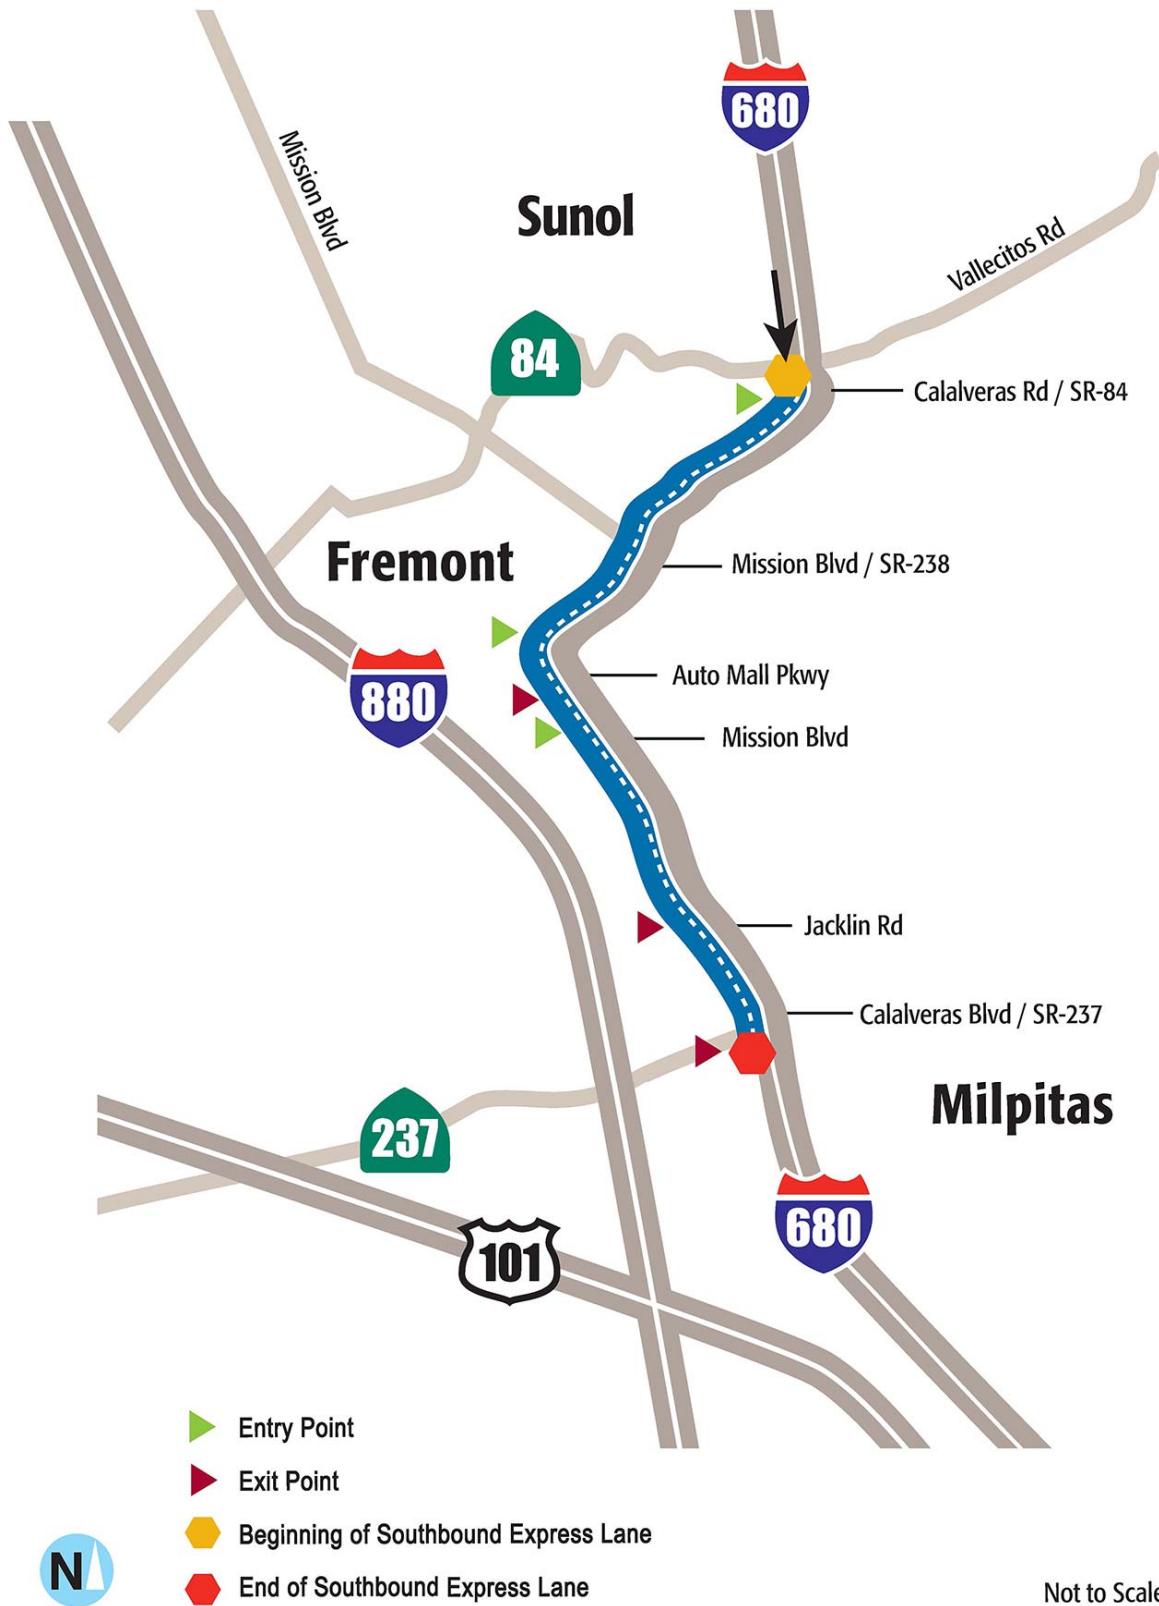 680
Mission Blvd
Sunol
Vallecitos Rd
84
Calalveras Rd / SR-84
Fremont
Mission Blvd / SR-238
880
Auto Mall Pkwy
Mission Blvd
Jacklin Rd
Calalveras Blvd / SR-237
Milpitas
237
680
101
Entry Point
Exit Point
Beginning of Southbound Express Lane
N
End of Southbound Express Lane
Not to Scale